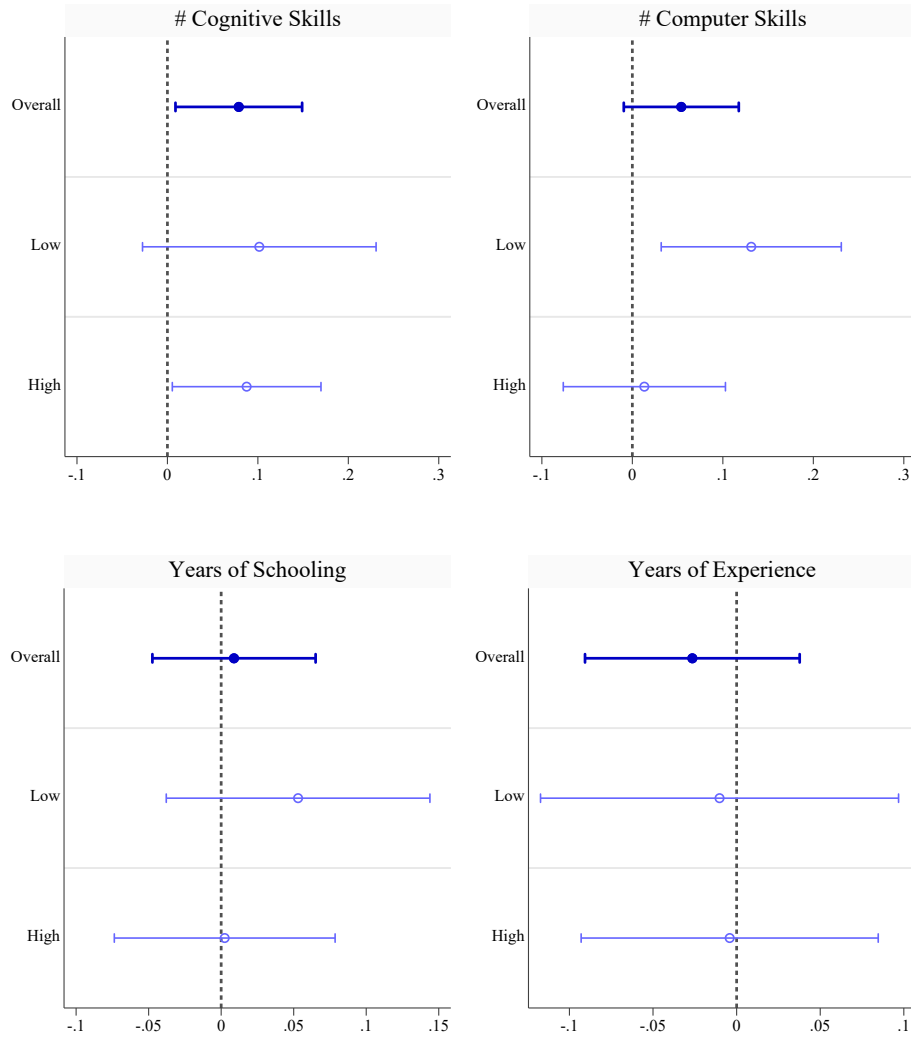 # Cognitive Skills
Overall
Low
High
-.1 0 .1 .2 .3
# Computer Skills
Overall
Low
High
-.1 0 .1 .2 .3
Years of Schooling
Overall
Low
High
-.1 -.05 0 .05 .1 .15
Years of Experience
Overall
Low
High
-.1 -.05 0 .05 .1